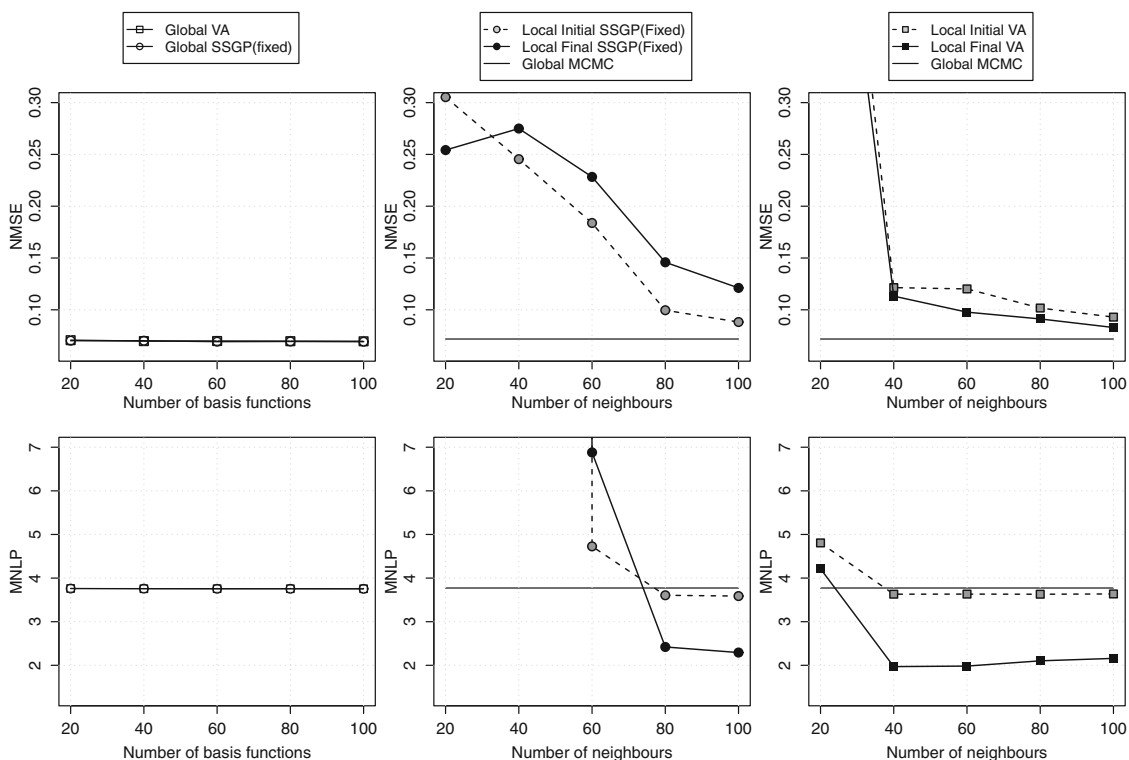 Global VA
Global SSGP(fixed)
Local Initial SSGP(Fixed)
Local Final SSGP(Fixed)
Global MCMC
Local Initial VA
Local Final VA
Global MCMC
NMSE
0.30
0.25
0.20
0.15
0.10
20 40 60 80 100
Number of basis functions
NMSE
0.30
0.25
0.20
0.15
0.10
20 40 60 80 100
Number of neighbours
NMSE
0.30
0.25
0.20
0.15
0.10
20 40 60 80 100
Number of neighbours
MNLP
7
6
5
4
3
2
20 40 60 80 100
Number of basis functions
MNLP
7
6
5
4
3
2
20 40 60 80 100
Number of neighbours
MNLP
7
6
5
4
3
2
20 40 60 80 100
Number of neighbours